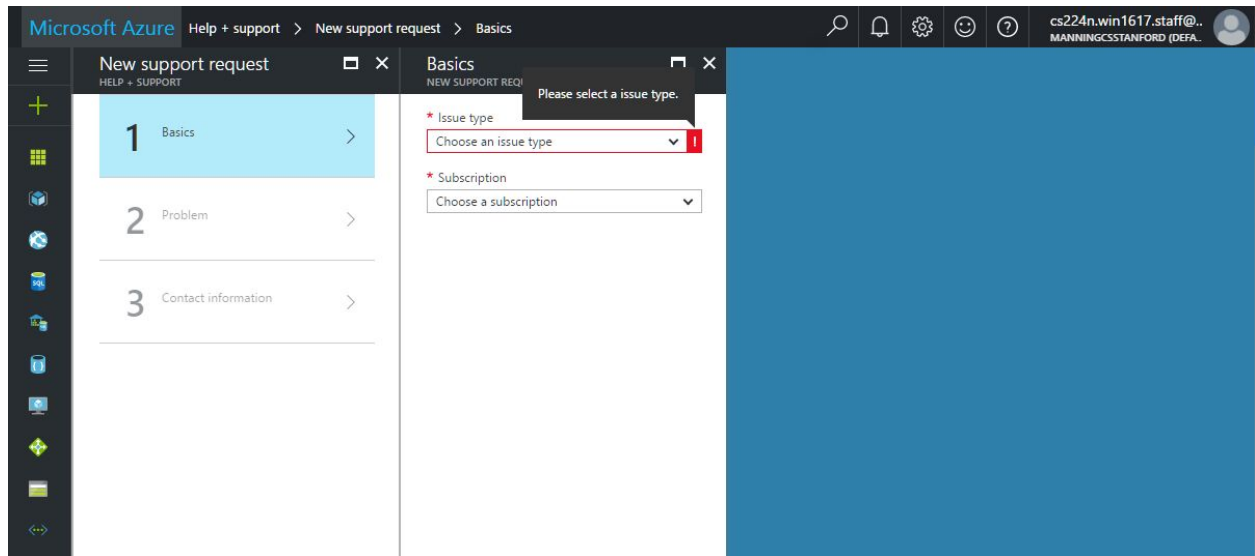 Microsoft Azure Help + support > New support request > Basics
cs224n.win1617.staff@..
MANNINGCSSTANFORD (DEFA..
New support request
HELP + SUPPORT
1 Basics
2 Problem
3 Contact information
Basics
NEW SUPPORT REQU
Please select a issue type.
* Issue type
Choose an issue type
* Subscription
Choose a subscription
SQL